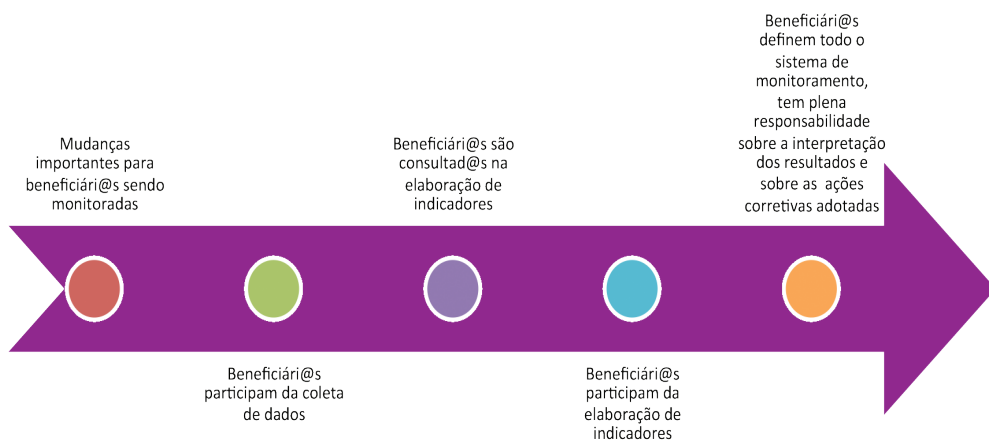 Mudanças
importantes para
beneficiári@s sendo
monitoradas
Beneficiári@s
participam da coleta
de dados
Beneficiári@s são
consultad@s na
elaboração de
indicadores
Beneficiári@s
participam da
elaboração de
indicadores
Beneficiári@s
definem todo o
sistema de
monitoramento,
tem plena
responsabilidade
sobre a interpretação
dos resultados e
sobre as ações
corretivas adotadas